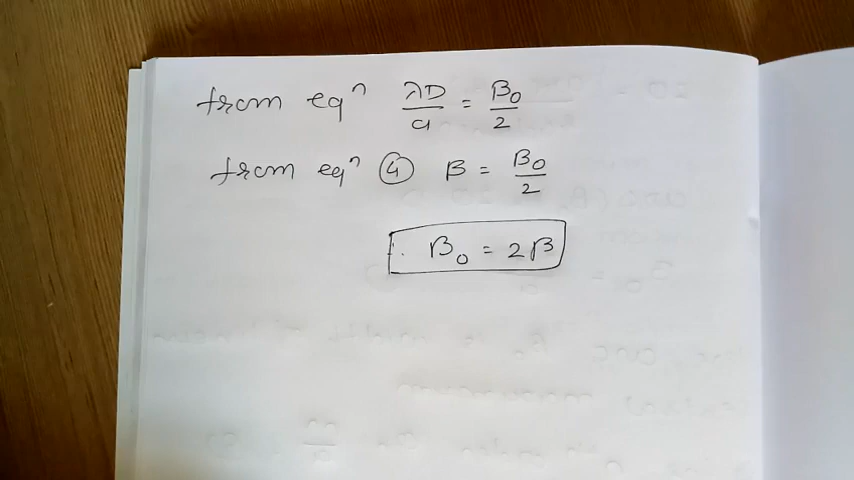 from eqⁿ λD/a = β₀/2
from eqⁿ ④ β = β₀/2
∴ β₀ = 2β